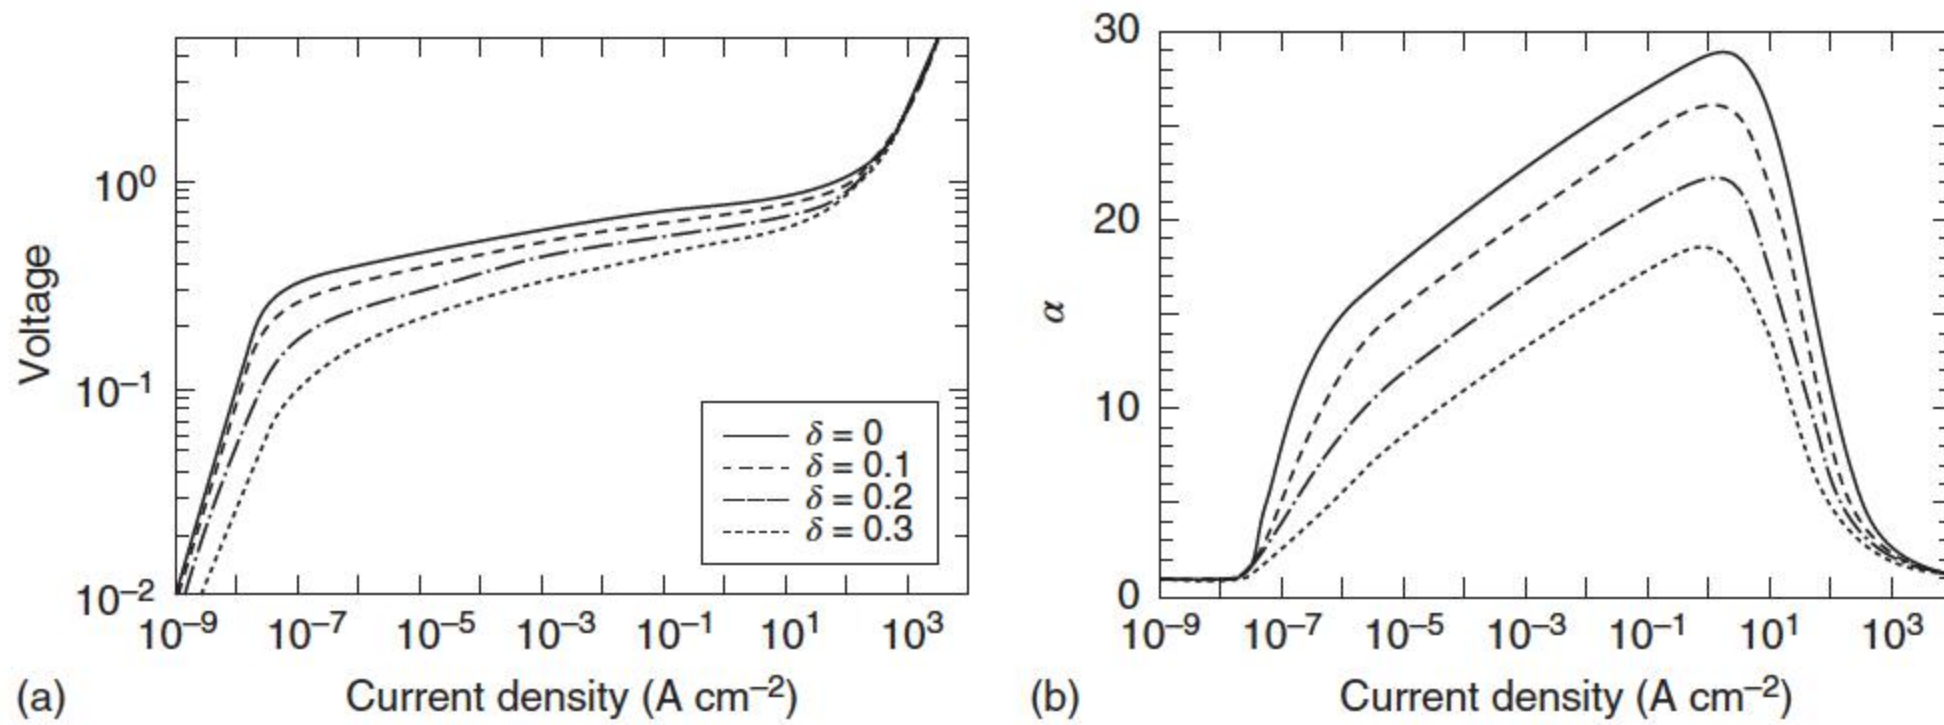 10⁰
10⁻¹
10⁻²
Voltage
δ = 0
δ = 0.1
δ = 0.2
δ = 0.3
10⁻⁹ 10⁻⁷ 10⁻⁵ 10⁻³ 10⁻¹ 10¹ 10³
(a) Current density (A cm⁻²)
30
20
10
0
α
10⁻⁹ 10⁻⁷ 10⁻⁵ 10⁻³ 10⁻¹ 10¹ 10³
(b) Current density (A cm⁻²)